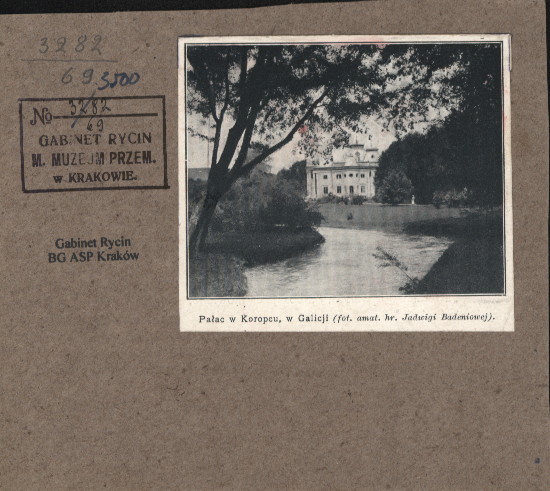 3282
69 3500
No 3282/69
GABINET RYCIN
M. MUZEUM PRZEM.
W KRAKOWIE.
Gabinet Rycin
BG ASP Kraków
Pałac w Koropcu, w Galicji (fot. amat. hr. Jadwigi Badeniowej).